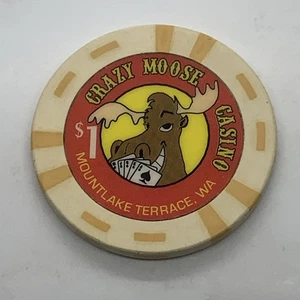 CRAZY MOOSE
CASINO
$1
MOUNTLAKE TERRACE, WA